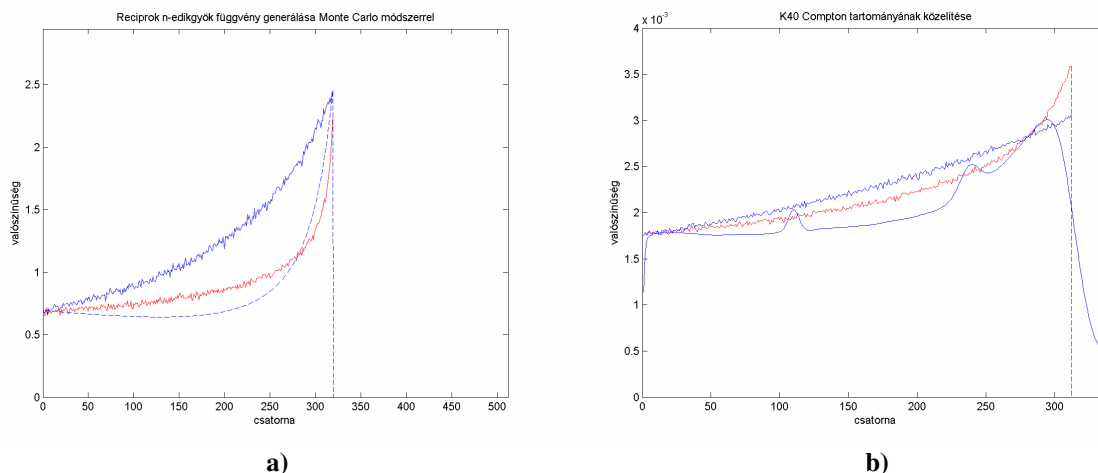 Reciprok n-edikgyök függvény generálása Monte Carlo módszerrel
valószínűség
2.5
2
1.5
1
0.5
0
0 50 100 150 200 250 300 350 400 450 500
csatorna
a)
K40 Compton tartományának közelítése
x 10^-3
valószínűség
4
3.5
3
2.5
2
1.5
1
0.5
0
0 50 100 150 200 250 300
csatorna
b)